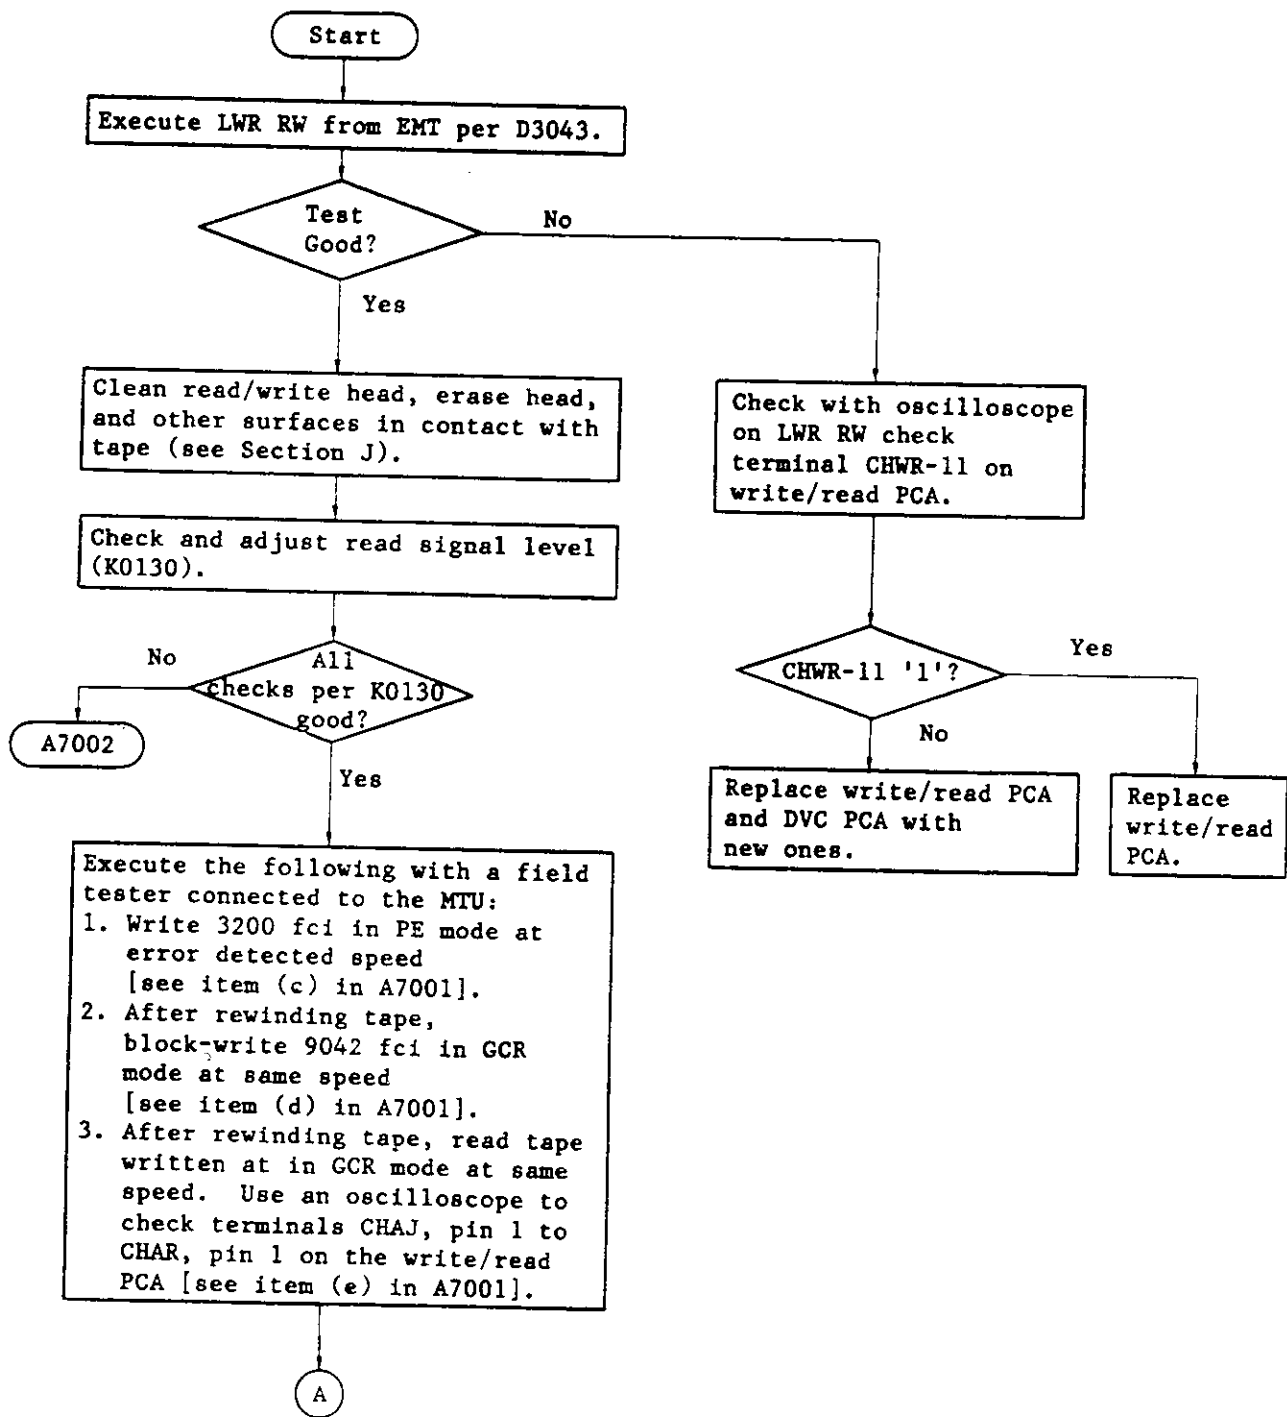 Start
Execute LWR RW from EMT per D3043.
Test
Good?
No
Yes
Clean read/write head, erase head,
and other surfaces in contact with
tape (see Section J).
Check with oscilloscope
on LWR RW check
terminal CHWR-11 on
write/read PCA.
Check and adjust read signal level
(K0130).
No
All
checks per K0130
good?
CHWR-11 '1'?
Yes
A7002
Yes
No
Replace write/read PCA
and DVC PCA with
new ones.
Replace
write/read
PCA.
Execute the following with a field
tester connected to the MTU:
1. Write 3200 fci in PE mode at
error detected speed
[see item (c) in A7001].
2. After rewinding tape,
block-write 9042 fci in GCR
mode at same speed
[see item (d) in A7001].
3. After rewinding tape, read tape
written at in GCR mode at same
speed. Use an oscilloscope to
check terminals CHAJ, pin 1 to
CHAR, pin 1 on the write/read
PCA [see item (e) in A7001].
A